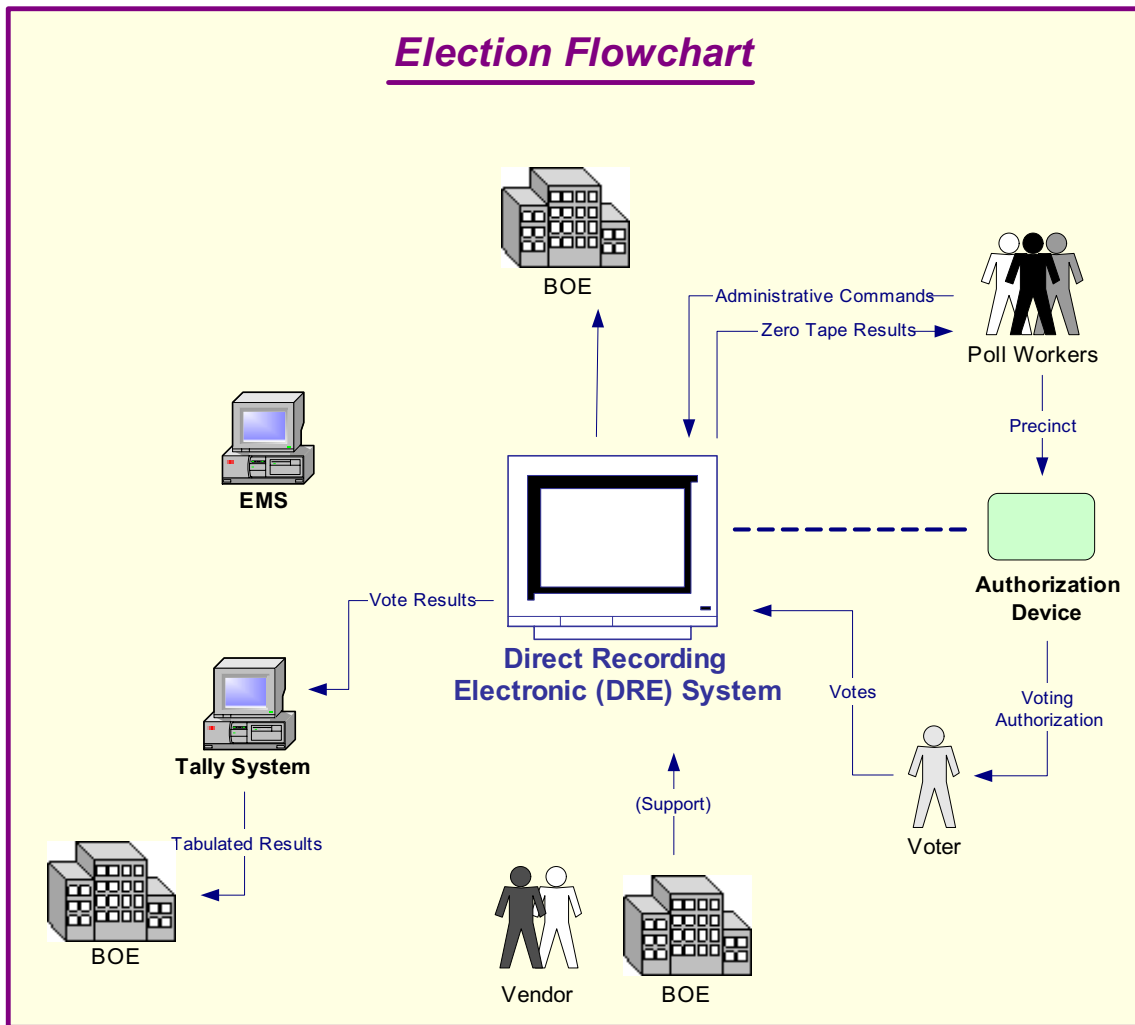 Election Flowchart
BOE
Administrative Commands
Zero Tape Results
Poll Workers
Precinct
EMS
Authorization
Device
Vote Results
Direct Recording
Electronic (DRE) System
Votes
Voting
Authorization
Tally System
(Support)
Voter
Tabulated Results
BOE
Vendor
BOE